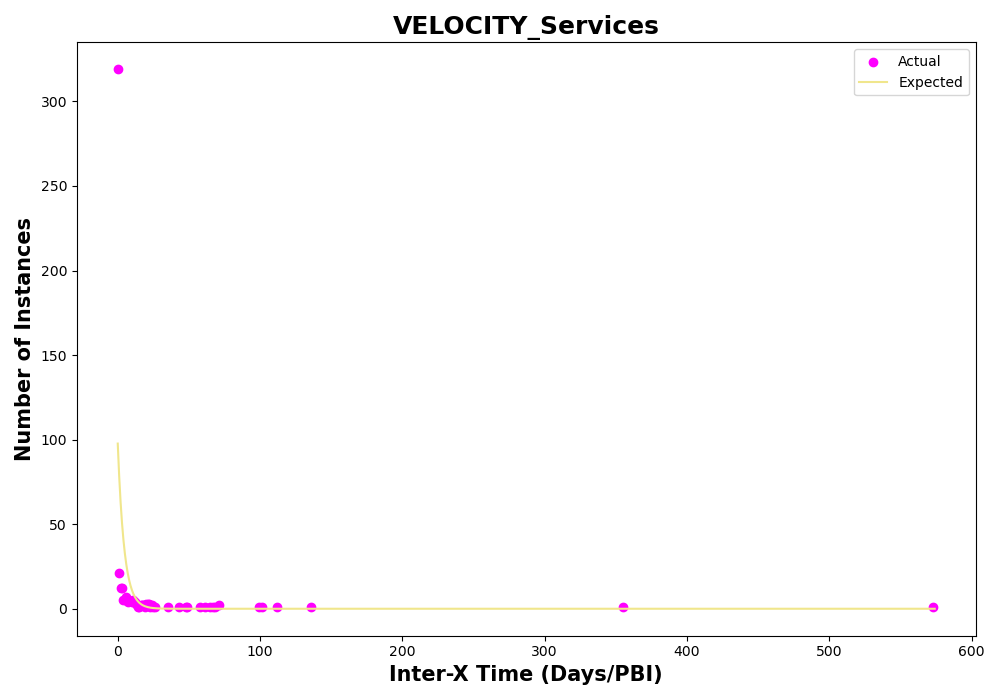 VELOCITY_Services
Actual
Expected
Number of Instances
300
250
200
150
100
50
0
0 100 200 300 400 500 600
Inter-X Time (Days/PBI)